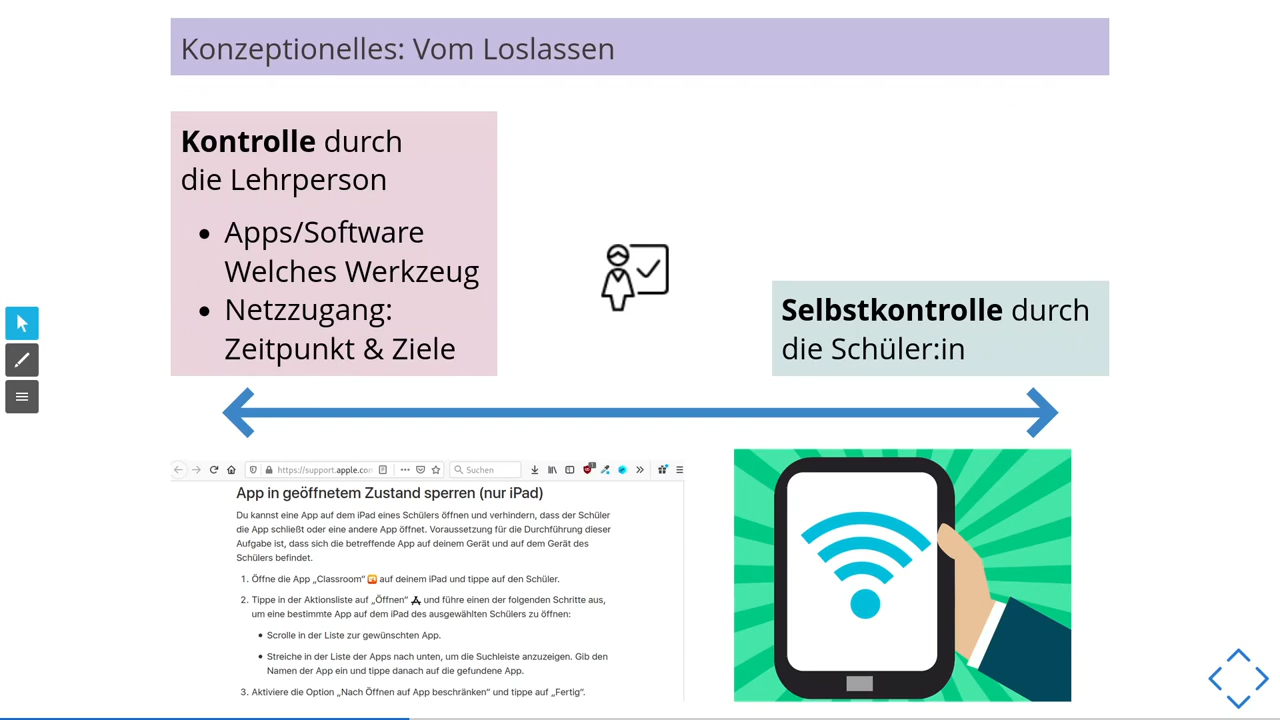 Konzeptionelles: Vom Loslassen
Kontrolle durch
die Lehrperson
• Apps/Software
Welches Werkzeug
• Netzzugang:
Zeitpunkt & Ziele
Selbstkontrolle durch
die Schüler:in
https://support.apple.co
Suchen
App in geöffnetem Zustand sperren (nur iPad)
Du kannst eine App auf dem iPad eines Schülers öffnen und verhindern, dass der Schüler
die App schließt oder eine andere App öffnet. Voraussetzung für die Durchführung dieser
Aufgabe ist, dass sich die betreffende App auf deinem Gerät und auf dem Gerät des
Schülers befindet.
1. Öffne die App „Classroom“ auf deinem iPad und tippe auf den Schüler.
2. Tippe in der Aktionsliste auf „Öffnen“ und führe einen der folgenden Schritte aus,
um eine bestimmte App auf dem iPad des ausgewählten Schülers zu öffnen:
• Scrolle in der Liste zur gewünschten App.
• Streiche in der Liste der Apps nach unten, um die Suchleiste anzuzeigen. Gib den
Namen der App ein und tippe danach auf die gefundene App.
3. Aktiviere die Option „Nach Öffnen auf App beschränken“ und tippe auf „Fertig“.